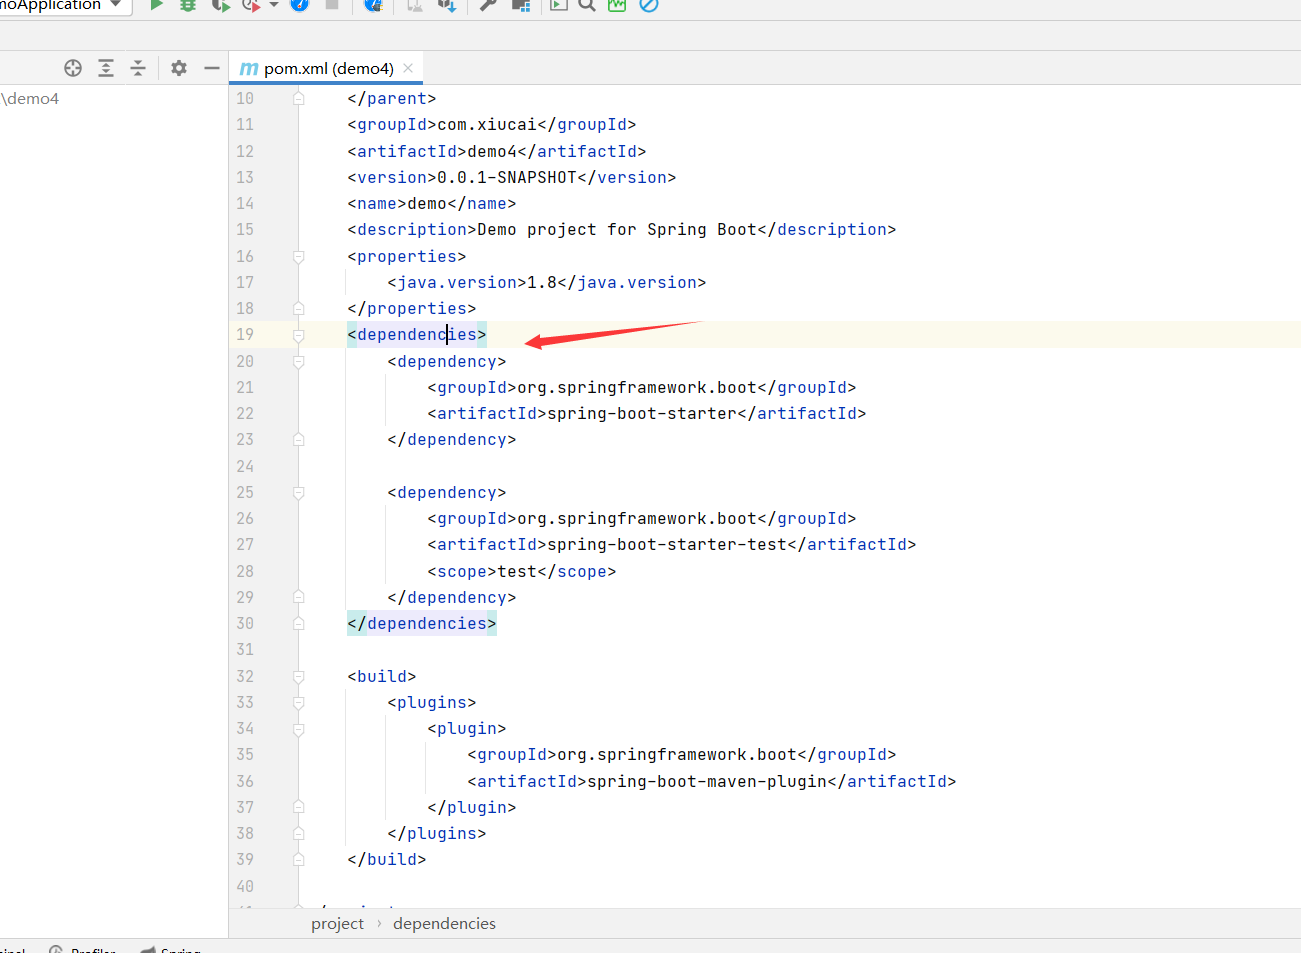 moApplication
m pom.xml (demo4)
\demo4
10 </parent>
11 <groupId>com.xiucai</groupId>
12 <artifactId>demo4</artifactId>
13 <version>0.0.1-SNAPSHOT</version>
14 <name>demo</name>
15 <description>Demo project for Spring Boot</description>
16 <properties>
17 <java.version>1.8</java.version>
18 </properties>
19 <dependencies>
20 <dependency>
21 <groupId>org.springframework.boot</groupId>
22 <artifactId>spring-boot-starter</artifactId>
23 </dependency>
24
25 <dependency>
26 <groupId>org.springframework.boot</groupId>
27 <artifactId>spring-boot-starter-test</artifactId>
28 <scope>test</scope>
29 </dependency>
30 </dependencies>
31
32 <build>
33 <plugins>
34 <plugin>
35 <groupId>org.springframework.boot</groupId>
36 <artifactId>spring-boot-maven-plugin</artifactId>
37 </plugin>
38 </plugins>
39 </build>
40
project › dependencies
Profiler Spring